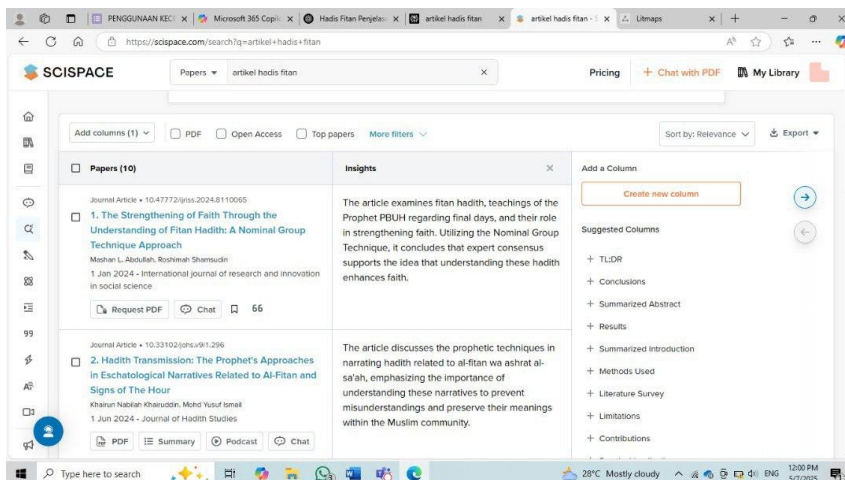 PENGGUNAAN KEC
Microsoft 365 Copil
Hadis Fitan Penjelas
artikel hadis fitan
artikel hadis fitan - S
Litmaps
https://scispace.com/search?q=artikel+hadis+fitan
SCISPACE
Papers
artikel hadis fitan
Pricing
+ Chat with PDF
My Library
Add columns (1)
PDF
Open Access
Top papers
More filters
Sort by: Relevance
Export
Papers (10)
Insights
Add a Column
Create new column
Suggested Columns
+ TL;DR
+ Conclusions
+ Summarized Abstract
+ Results
+ Summarized Introduction
+ Methods Used
+ Literature Survey
+ Limitations
+ Contributions
Journal Article • 10.47772/ijriss.2024.8110065
1. The Strengthening of Faith Through the
Understanding of Fitan Hadith: A Nominal Group
Technique Approach
Mashan L. Abdullah, Roshimah Shamsudin
1 Jan 2024 - International journal of research and innovation
in social science
Request PDF
Chat
66
The article examines fitan hadith, teachings of the
Prophet PBUH regarding final days, and their role
in strengthening faith. Utilizing the Nominal Group
Technique, it concludes that expert consensus
supports the idea that understanding these hadith
enhances faith.
Journal Article • 10.33102/johs.v9i1.296
2. Hadith Transmission: The Prophet's Approaches
in Eschatological Narratives Related to Al-Fitan and
Signs of The Hour
Khairun Nabilah Khairuddin, Mohd Yusuf Ismail
1 Jun 2024 - Journal of Hadith Studies
PDF
Summary
Podcast
Chat
The article discusses the prophetic techniques in
narrating hadith related to al-fitan wa ashrat al-
sa'ah, emphasizing the importance of
understanding these narratives to prevent
misunderstandings and preserve their meanings
within the Muslim community.
Type here to search
28°C Mostly cloudy
ENG
12:00 PM
5/7/2025